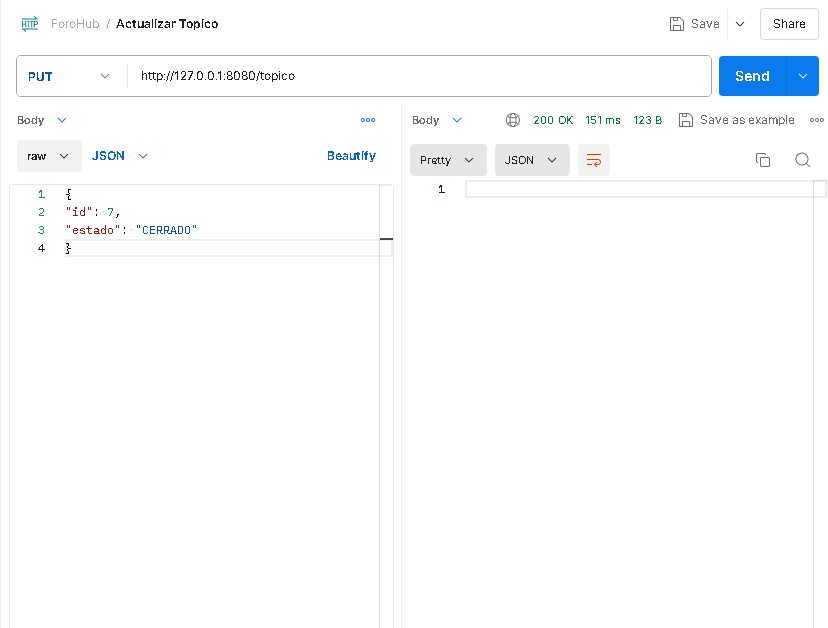 HTTP ForoHub / Actualizar Topico Save Share
PUT http://127.0.0.1:8080/topico Send
Body
raw JSON Beautify
1 {
2 "id": 7,
3 "estado": "CERRADO"
4 }
Body 200 OK 151 ms 123 B Save as example
Pretty JSON
1